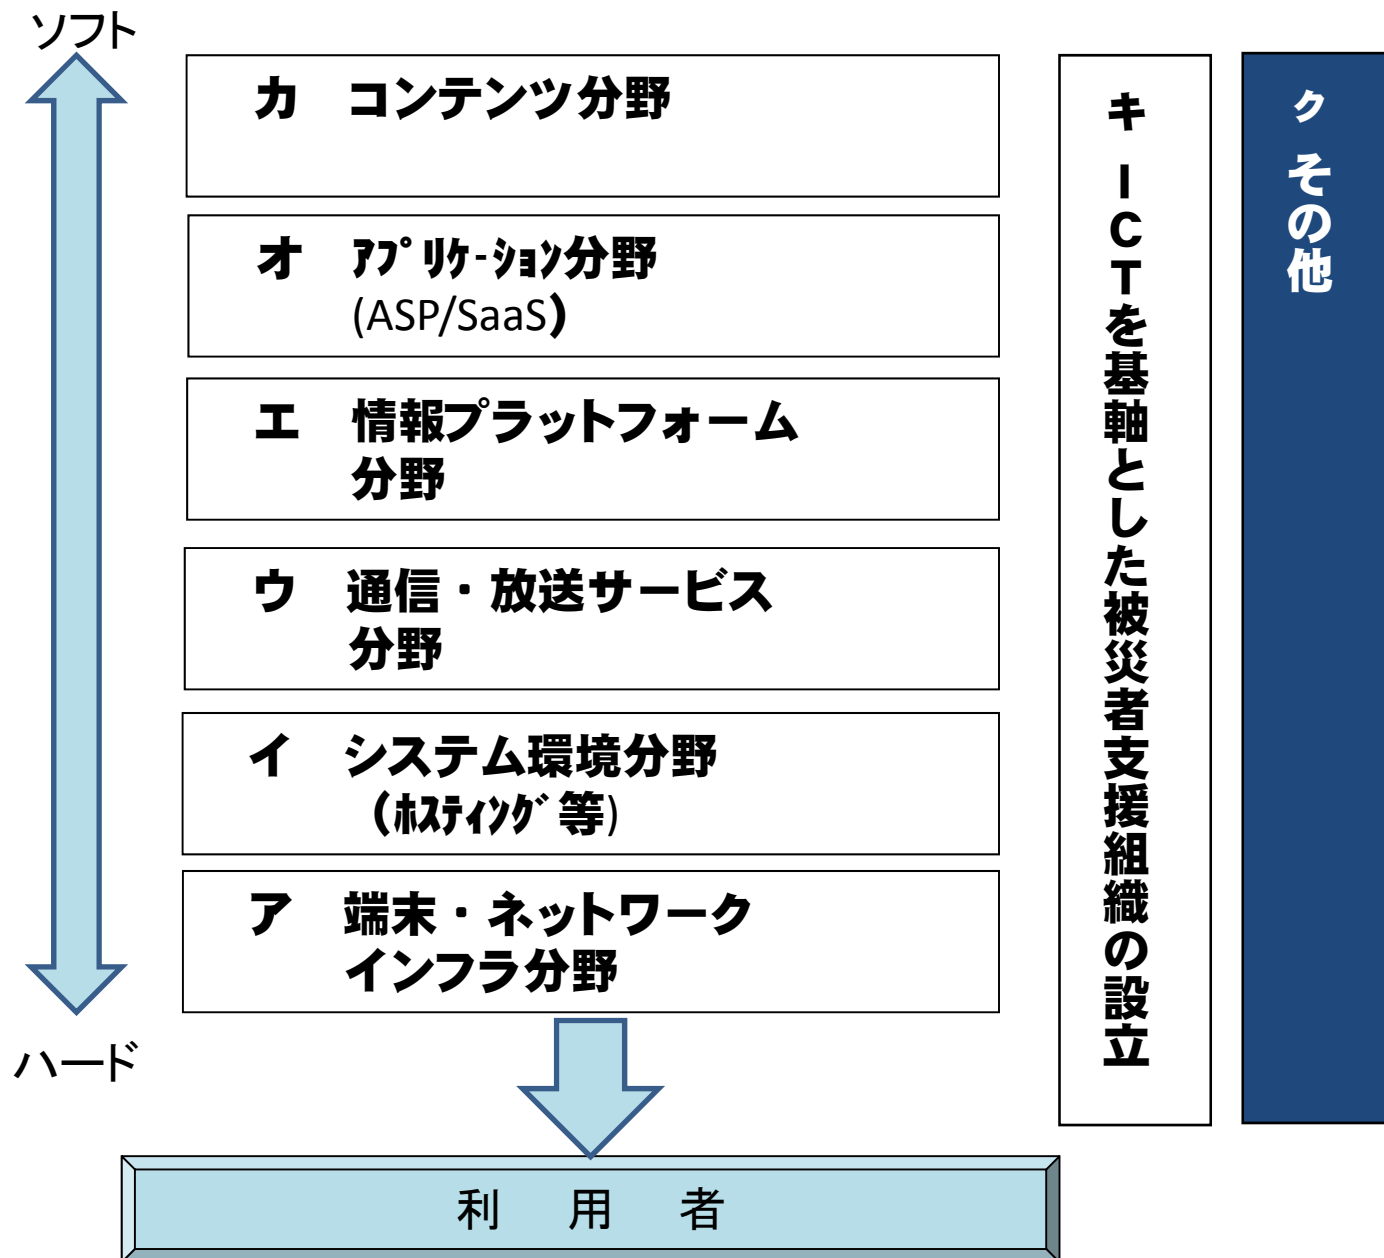 ソフト
カ コンテンツ分野
オ ｱﾌﾟﾘｹ-ｼｮﾝ分野
(ASP/SaaS)
エ 情報プラットフォーム
分野
ウ 通信・放送サービス
分野
イ システム環境分野
(ﾎｽﾃｨﾝｸﾞ等)
ア 端末・ネットワーク
インフラ分野
ハード
キ ICTを基軸とした被災者支援組織の設立
ク その他
利 用 者